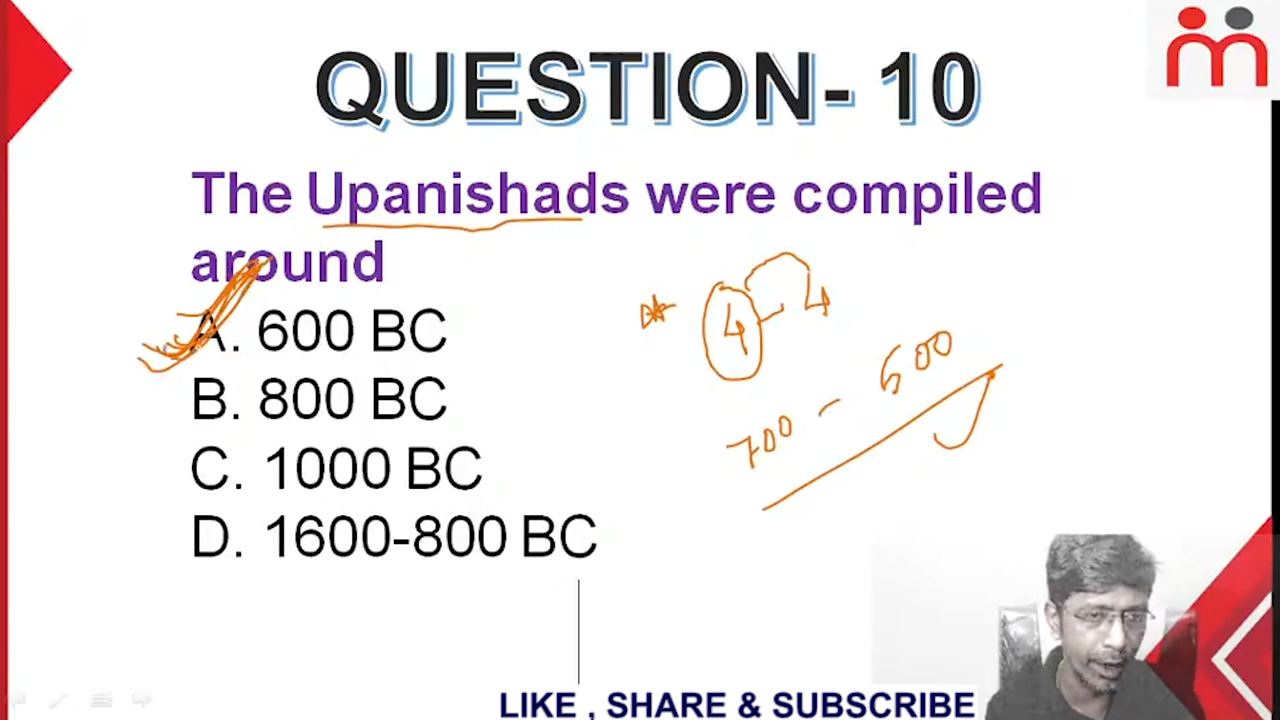 QUESTION- 10
The Upanishads were compiled
around
A. 600 BC
B. 800 BC
C. 1000 BC
D. 1600-800 BC
4 - 4
700 - 600
LIKE , SHARE & SUBSCRIBE